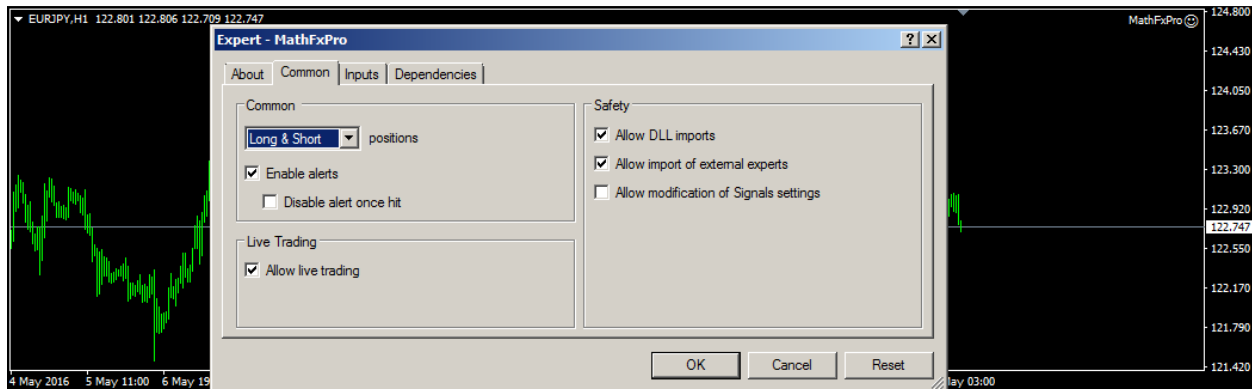 EURJPY,H1 122.801 122.806 122.709 122.747
MathFxPro
Expert - MathFxPro
About Common Inputs Dependencies
Common
Long & Short positions
Enable alerts
Disable alert once hit
Live Trading
Allow live trading
Safety
Allow DLL imports
Allow import of external experts
Allow modification of Signals settings
OK Cancel Reset
124.800
124.430
124.050
123.670
123.300
122.920
122.747
122.550
122.170
121.790
121.420
4 May 2016 5 May 11:00 6 May 19 ay 03:00